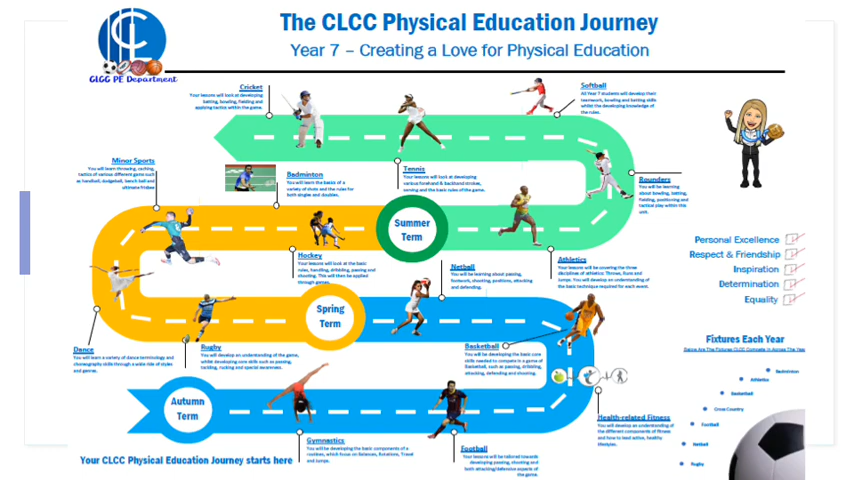 The CLCC Physical Education Journey
Year 7 – Creating a Love for Physical Education
CLCC PE Department
Cricket
Your lessons will look at developing
batting, bowling, fielding and
applying tactics within the game.
Softball
All Year 7 students will develop their
teamwork, bowling and batting skills
whilst the developing knowledge of
the rules.
Minor Sports
You will learn throwing, catching,
tactics of various different games such
as handball, dodgeball, bench ball and
ultimate frisbee
Badminton
You will learn the basics of a
variety of shots and the rules for
both singles and doubles.
Tennis
Your lessons will look at developing
various forehand & backhand strokes,
serving and the basic rules of the game.
Rounders
You will be learning
about bowling, batting,
fielding, positioning and
tactical play within this
unit.
Summer
Term
Hockey
Your lessons will look at the basic
rules, handling, dribbling, passing and
shooting. This will then be applied
through games.
Netball
You will be learning about passing,
footwork, shooting, positions, attacking
and defending.
Athletics
Your lessons will be covering the three
disciplines of athletics: Throws, Runs and
Jumps. You will develop an understanding of
the basic technique required for each event.
Personal Excellence
Respect & Friendship
Inspiration
Determination
Equality
Spring
Term
Dance
You will learn a variety of dance terminology and
choreography skills through a wide ride of styles
and genres.
Rugby
You will develop an understanding of the game,
whilst developing core skills such as passing,
tackling, rucking and special awareness.
Basketball
You will be developing the basic core
skills needed to compete in a game of
Basketball, such as passing, dribbling,
attacking, defending and shooting.
Fixtures Each Year
Below Are The Fixtures CLCC Compete In Across The Year
Badminton
Athletics
Basketball
Cross Country
Football
Netball
Rugby
Autumn
Term
Health-related Fitness
You will develop an understanding of
the different components of fitness
and how to lead active, healthy
lifestyles.
Gymnastics
You will be developing the basic components of a
routines, which focus on Balances, Rotations, Travel
and Jumps.
Football
Your lessons will be tailored towards
developing passing, shooting and
both attacking/defensive aspects of
the game.
Your CLCC Physical Education Journey starts here